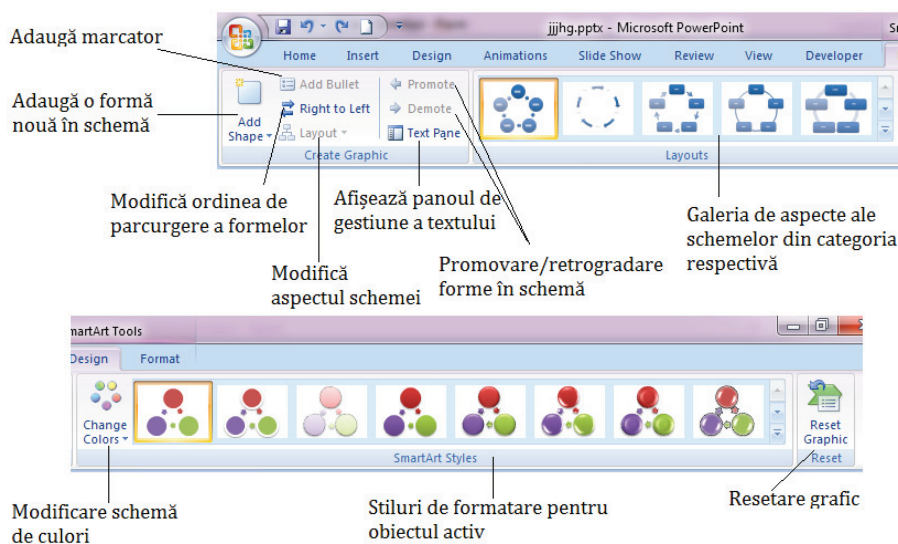 jjjhg.pptx - Microsoft PowerPoint
Home Insert Design Animations Slide Show Review View Developer
Adaugă marcator
Adaugă o formă
nouă în schemă
Add
Shape
Add Bullet
Right to Left
Layout
Promote
Demote
Text Pane
Create Graphic
Layouts
Modifică ordinea de
parcurgere a formelor
Afișează panoul de
gestiune a textului
Galeria de aspecte ale
schemelor din categoria
respectivă
Modifică
aspectul schemei
Promovare/retrogradare
forme în schemă
martArt Tools
Design Format
Change
Colors
SmartArt Styles
Reset
Graphic
Reset
Modificare schemă
de culori
Stiluri de formatare pentru
obiectul activ
Resetare grafic